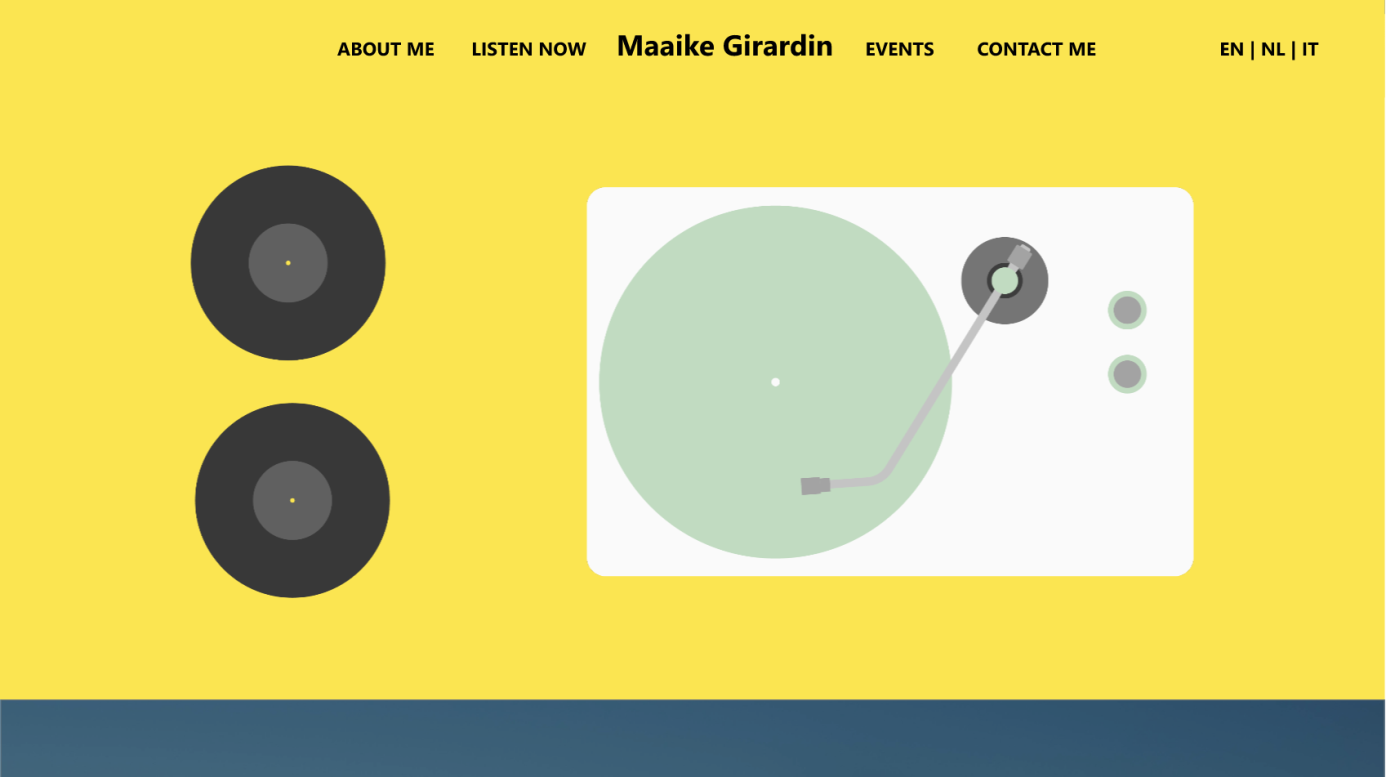 ABOUT ME LISTEN NOW Maaike Girardin EVENTS CONTACT ME EN | NL | IT